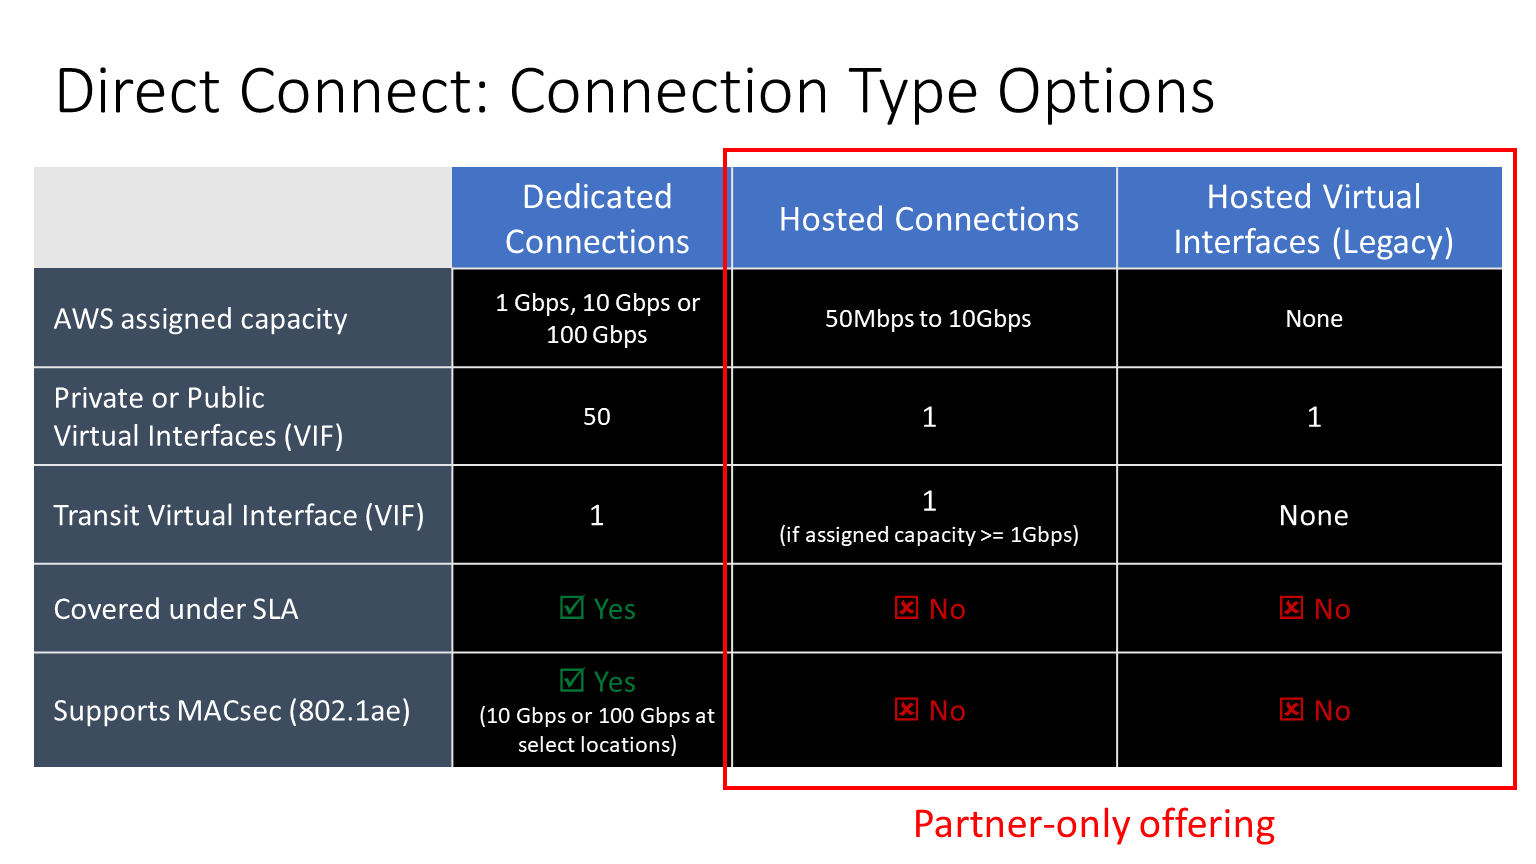 Direct Connect: Connection Type Options
Dedicated
Connections
Hosted Connections
Hosted Virtual
Interfaces (Legacy)
AWS assigned capacity
1 Gbps, 10 Gbps or
100 Gbps
50Mbps to 10Gbps
None
Private or Public
Virtual Interfaces (VIF)
50
1
1
Transit Virtual Interface (VIF)
1
1
(if assigned capacity >= 1Gbps)
None
Covered under SLA
☑ Yes
☒ No
☒ No
Supports MACsec (802.1ae)
☑ Yes
(10 Gbps or 100 Gbps at
select locations)
☒ No
☒ No
Partner-only offering